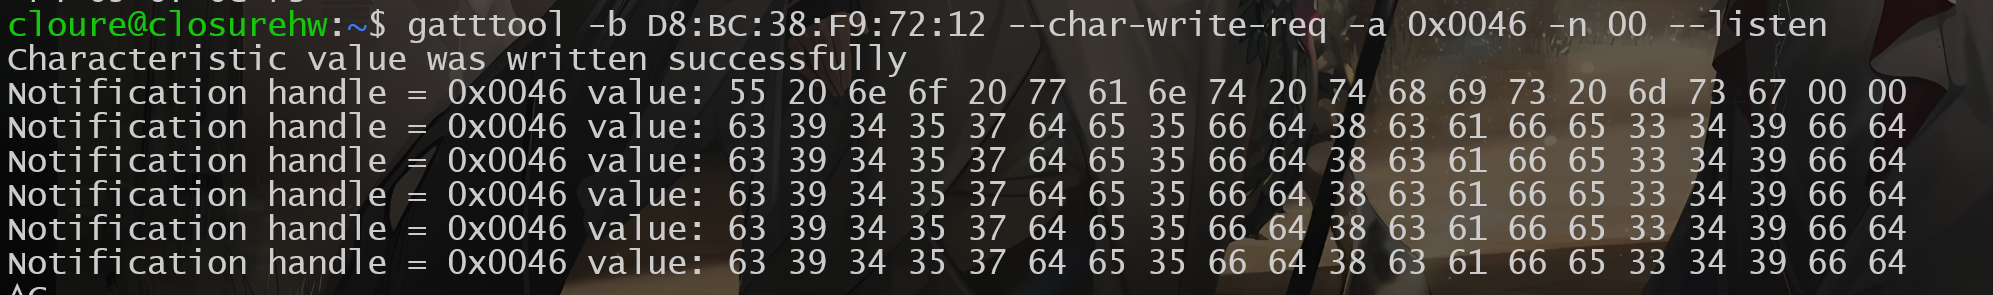 cloure@closurehw:~$ gatttool -b D8:BC:38:F9:72:12 --char-write-req -a 0x0046 -n 00 --listen
Characteristic value was written successfully
Notification handle = 0x0046 value: 55 20 6e 6f 20 77 61 6e 74 20 74 68 69 73 20 6d 73 67 00 00
Notification handle = 0x0046 value: 63 39 34 35 37 64 65 35 66 64 38 63 61 66 65 33 34 39 66 64
Notification handle = 0x0046 value: 63 39 34 35 37 64 65 35 66 64 38 63 61 66 65 33 34 39 66 64
Notification handle = 0x0046 value: 63 39 34 35 37 64 65 35 66 64 38 63 61 66 65 33 34 39 66 64
Notification handle = 0x0046 value: 63 39 34 35 37 64 65 35 66 64 38 63 61 66 65 33 34 39 66 64
Notification handle = 0x0046 value: 63 39 34 35 37 64 65 35 66 64 38 63 61 66 65 33 34 39 66 64